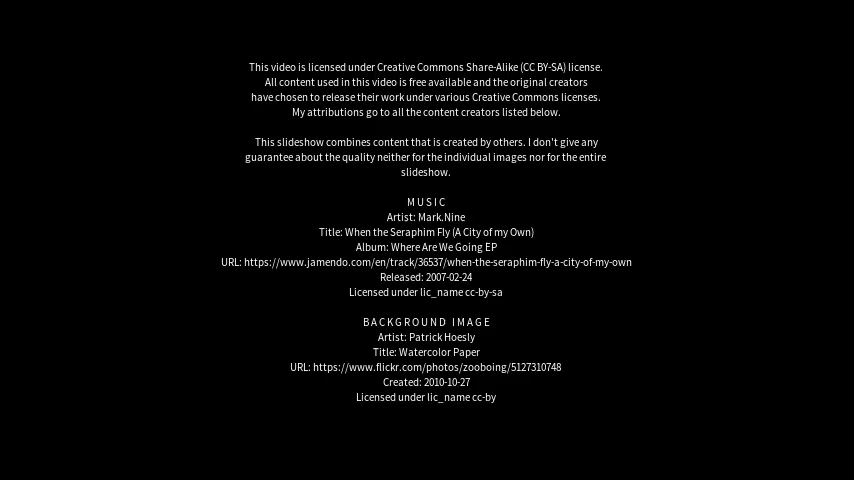 This video is licensed under Creative Commons Share-Alike (CC BY-SA) license.
All content used in this video is free available and the original creators
have chosen to release their work under various Creative Commons licenses.
My attributions go to all the content creators listed below.
This slideshow combines content that is created by others. I don't give any
guarantee about the quality neither for the individual images nor for the entire
slideshow.
MUSIC
Artist: Mark.Nine
Title: When the Seraphim Fly (A City of my Own)
Album: Where Are We Going EP
URL: https://www.jamendo.com/en/track/36537/when-the-seraphim-fly-a-city-of-my-own
Released: 2007-02-24
Licensed under lic_name cc-by-sa
BACKGROUND IMAGE
Artist: Patrick Hoesly
Title: Watercolor Paper
URL: https://www.flickr.com/photos/zooboing/5127310748
Created: 2010-10-27
Licensed under lic_name cc-by